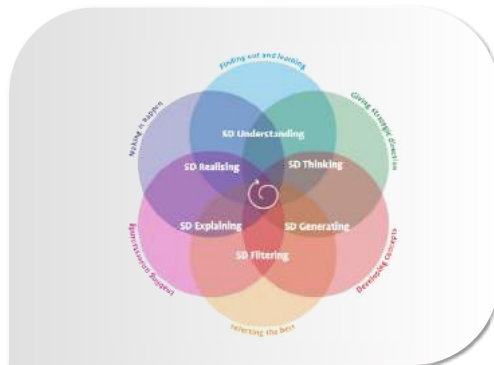 Finding out and learning
Making it happen
Giving strategic direction
SD Understanding
SD Realising
SD Thinking
SD Explaining
SD Generating
SD Filtering
Enabling understanding
Developing concepts
Selecting the best